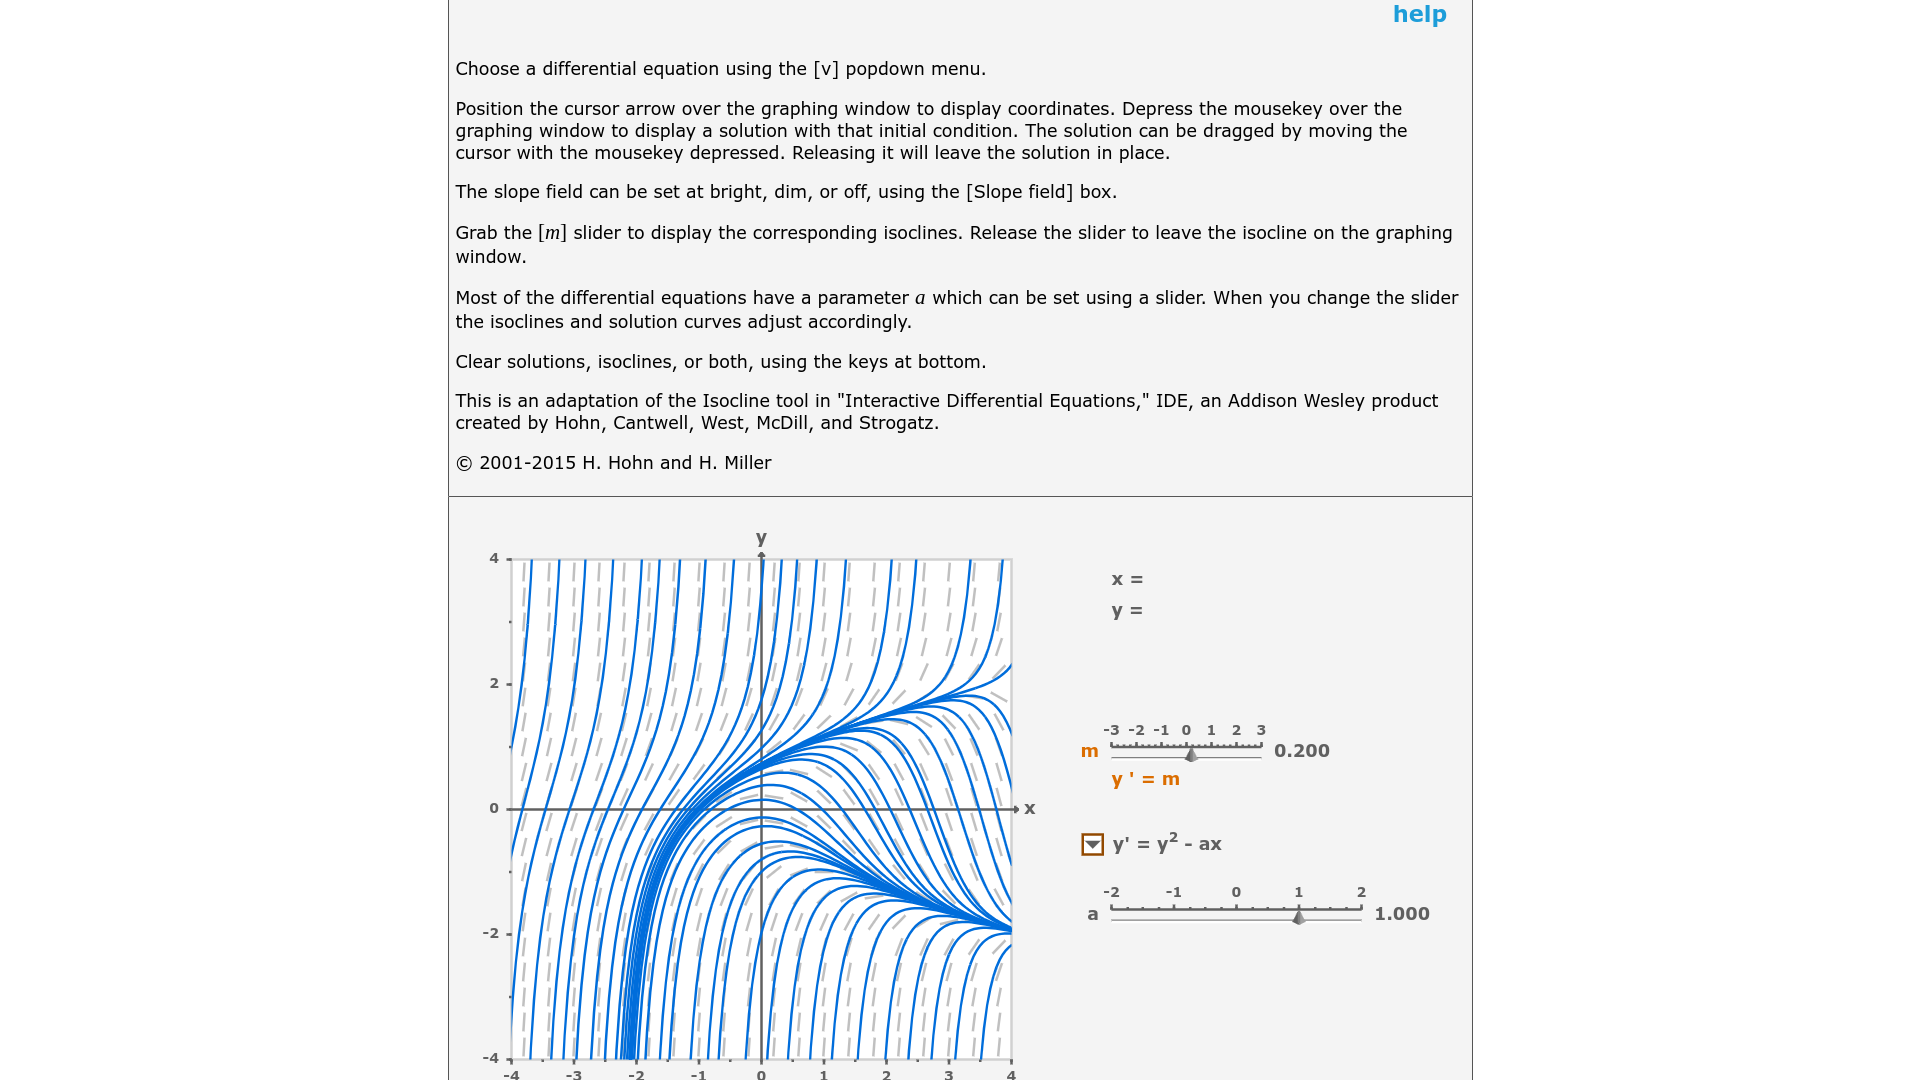 help
Choose a differential equation using the [v] popdown menu.
Position the cursor arrow over the graphing window to display coordinates. Depress the mousekey over the
graphing window to display a solution with that initial condition. The solution can be dragged by moving the
cursor with the mousekey depressed. Releasing it will leave the solution in place.
The slope field can be set at bright, dim, or off, using the [Slope field] box.
Grab the [m] slider to display the corresponding isoclines. Release the slider to leave the isocline on the graphing
window.
Most of the differential equations have a parameter a which can be set using a slider. When you change the slider
the isoclines and solution curves adjust accordingly.
Clear solutions, isoclines, or both, using the keys at bottom.
This is an adaptation of the Isocline tool in "Interactive Differential Equations," IDE, an Addison Wesley product
created by Hohn, Cantwell, West, McDill, and Strogatz.
© 2001-2015 H. Hohn and H. Miller
y
4
2
0
-2
-4
x
-4 -3 -2 -1 0 1 2 3 4
x =
y =
-3 -2 -1 0 1 2 3
m 0.200
y ' = m
y' = y² - ax
-2 -1 0 1 2
a 1.000